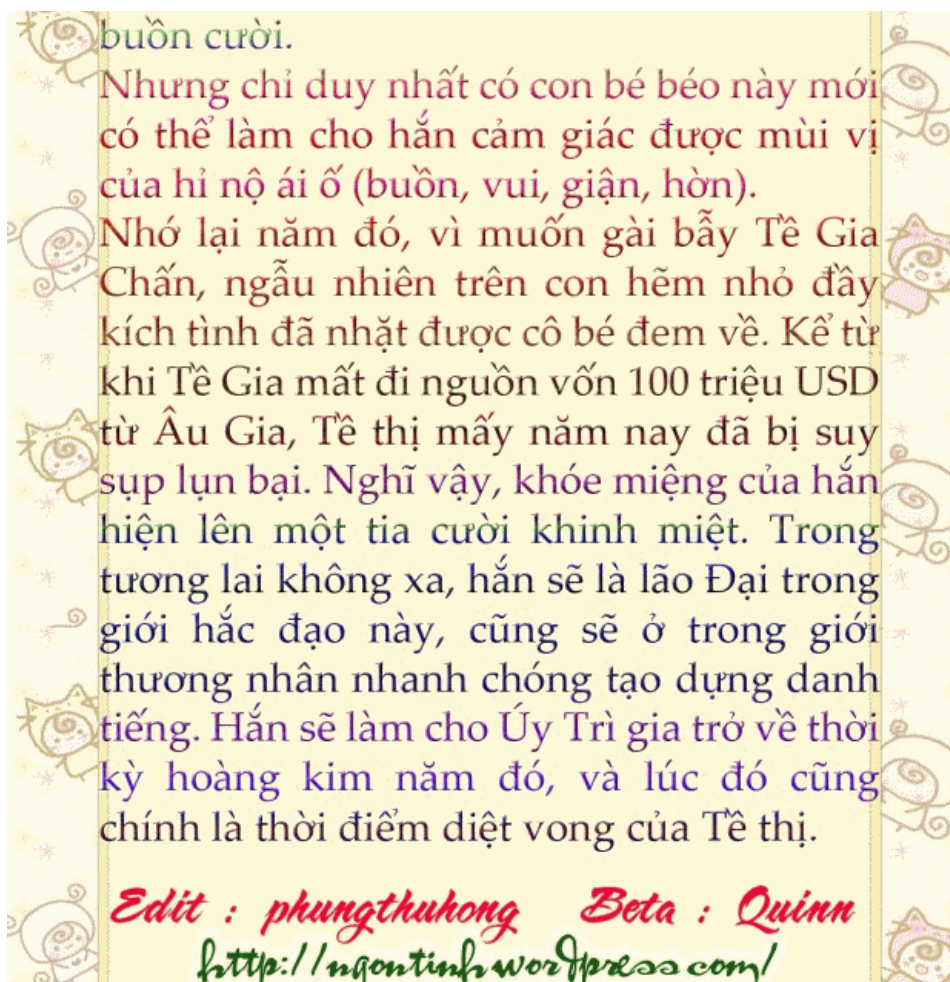 buồn cười.
Nhưng chỉ duy nhất có con bé béo này mới
có thể làm cho hắn cảm giác được mùi vị
của hỉ nộ ái ố (buồn, vui, giận, hờn).
Nhớ lại năm đó, vì muốn gài bẫy Tề Gia
Chấn, ngẫu nhiên trên con hẽm nhỏ đầy
kích tình đã nhặt được cô bé đem về. Kể từ
khi Tề Gia mất đi nguồn vốn 100 triệu USD
từ Âu Gia, Tề thị mấy năm nay đã bị suy
sụp lụn bại. Nghĩ vậy, khóe miệng của hắn
hiện lên một tia cười khinh miệt. Trong
tương lai không xa, hắn sẽ là lão Đại trong
giới hắc đạo này, cũng sẽ ở trong giới
thương nhân nhanh chóng tạo dựng danh
tiếng. Hắn sẽ làm cho Úy Trì gia trở về thời
kỳ hoàng kim năm đó, và lúc đó cũng
chính là thời điểm diệt vong của Tề thị.
Edit : phungthuhong Beta : Quinn
http://ngontinh.wordpress.com/